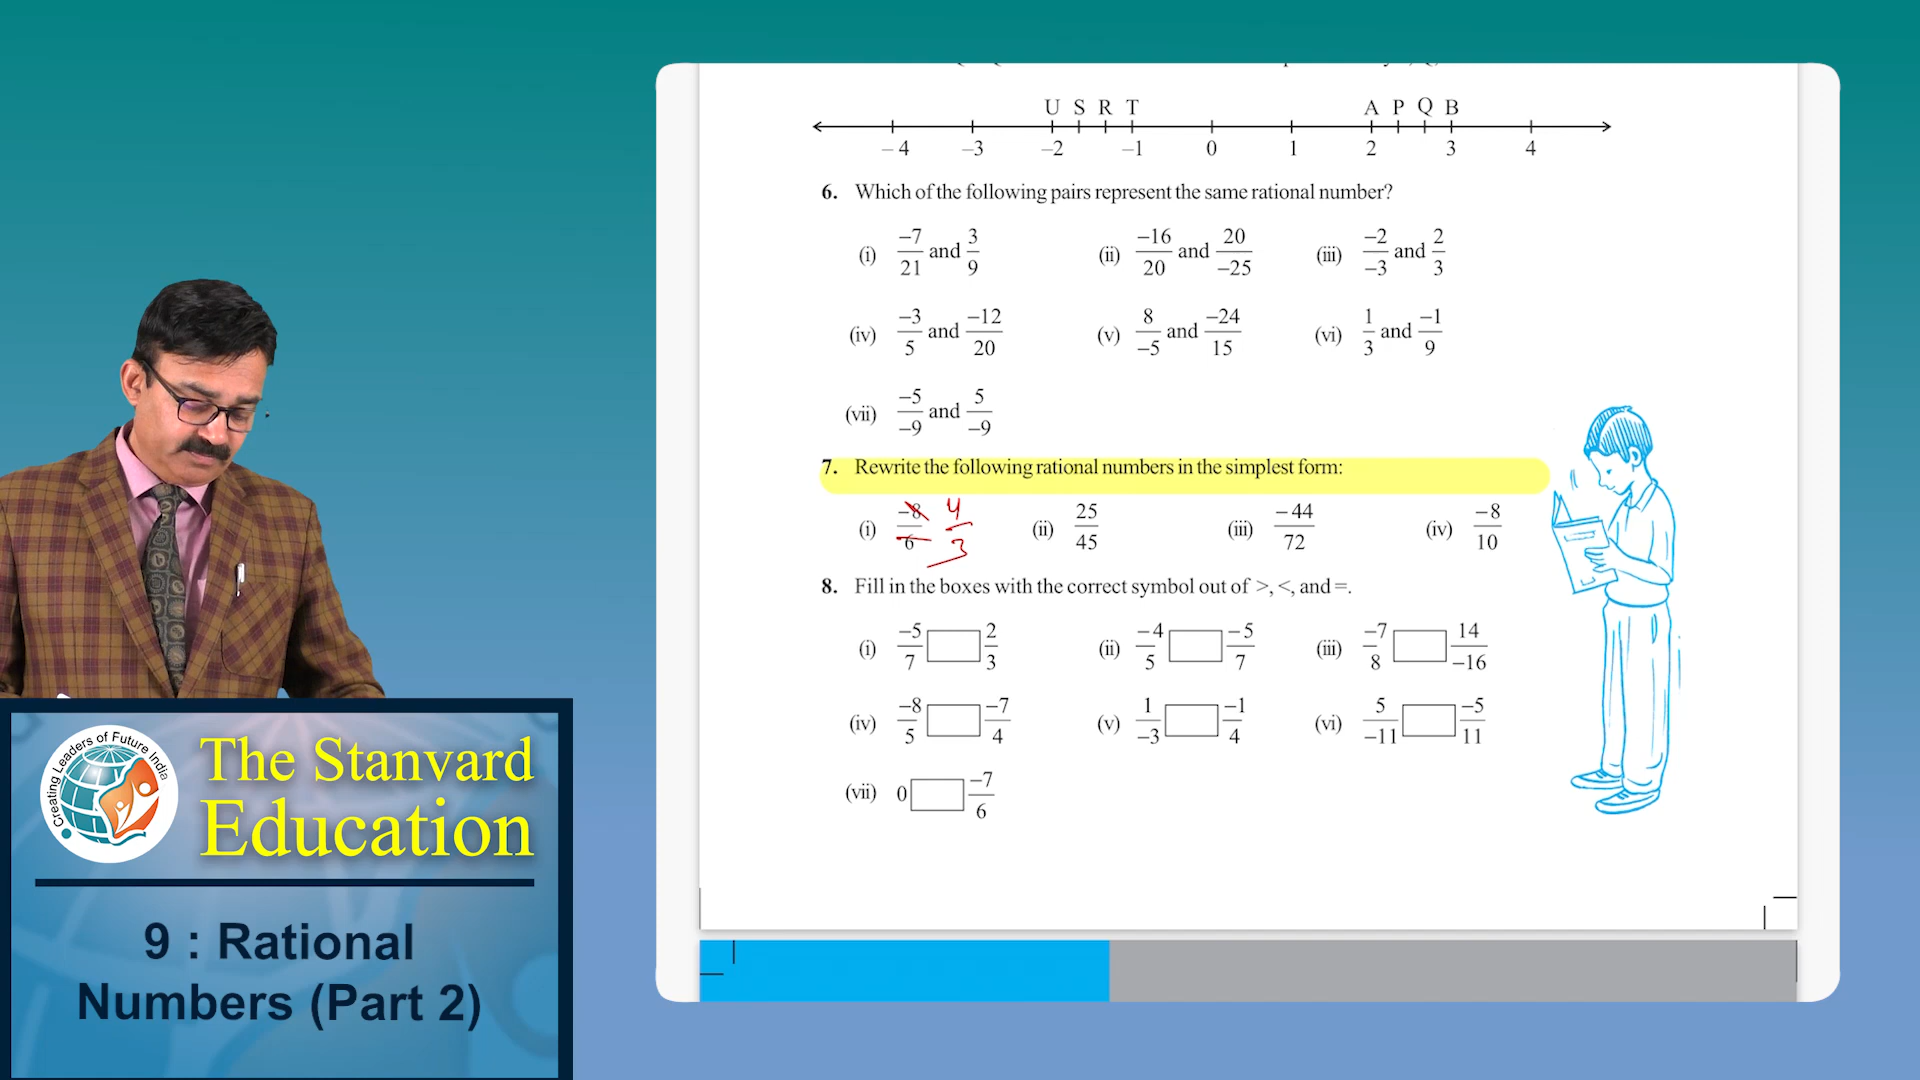 U S R T A P Q B
– 4 –3 –2 –1 0 1 2 3 4
6. Which of the following pairs represent the same rational number?
(i) –7/21 and 3/9 (ii) –16/20 and 20/–25 (iii) –2/–3 and 2/3
(iv) –3/5 and –12/20 (v) 8/–5 and –24/15 (vi) 1/3 and –1/9
(vii) –5/–9 and 5/–9
7. Rewrite the following rational numbers in the simplest form:
(i) –8/6 4/3 (ii) 25/45 (iii) – 44/72 (iv) –8/10
8. Fill in the boxes with the correct symbol out of >, <, and =.
(i) –5/7 2/3 (ii) –4/5 –5/7 (iii) –7/8 14/–16
(iv) –8/5 –7/4 (v) 1/–3 –1/4 (vi) 5/–11 –5/11
(vii) 0 –7/6
Creating Leaders of Future India
The Stanvard
Education
9 : Rational
Numbers (Part 2)